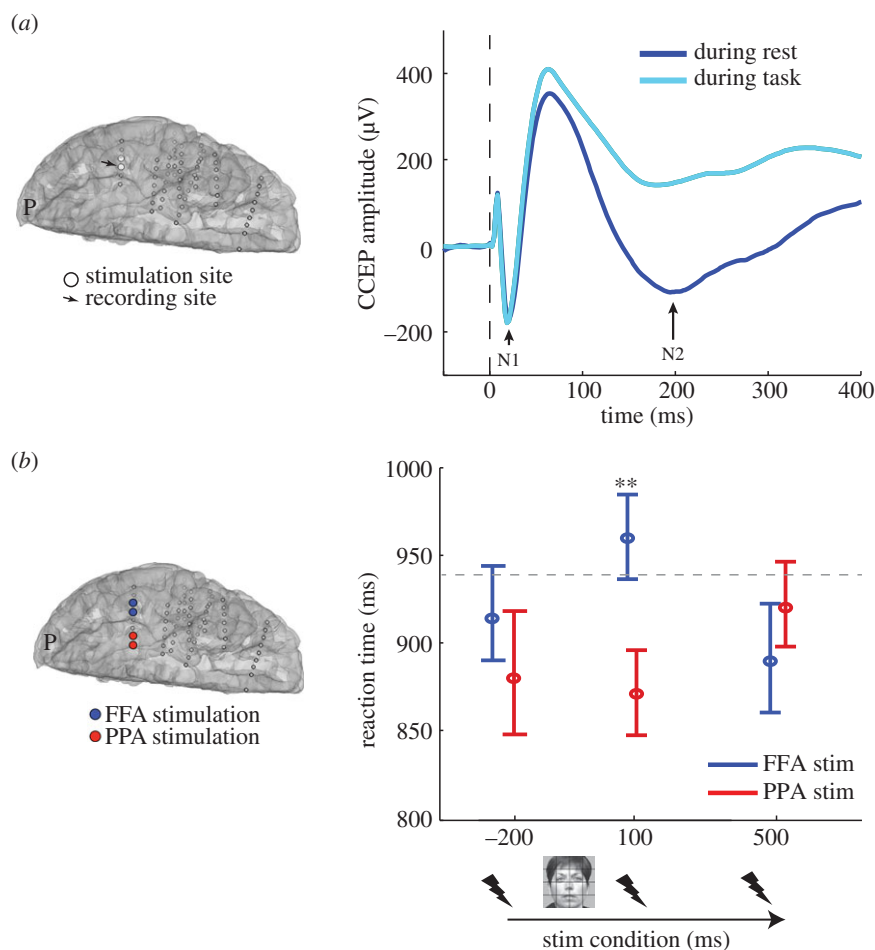 (a)
during rest
during task
400
200
0
−200
CCEP amplitude (µV)
P
stimulation site
recording site
N1
N2
0
100
200
300
400
time (ms)
(b)
1000
950
900
850
800
reaction time (ms)
**
P
FFA stimulation
PPA stimulation
FFA stim
PPA stim
−200
100
500
stim condition (ms)